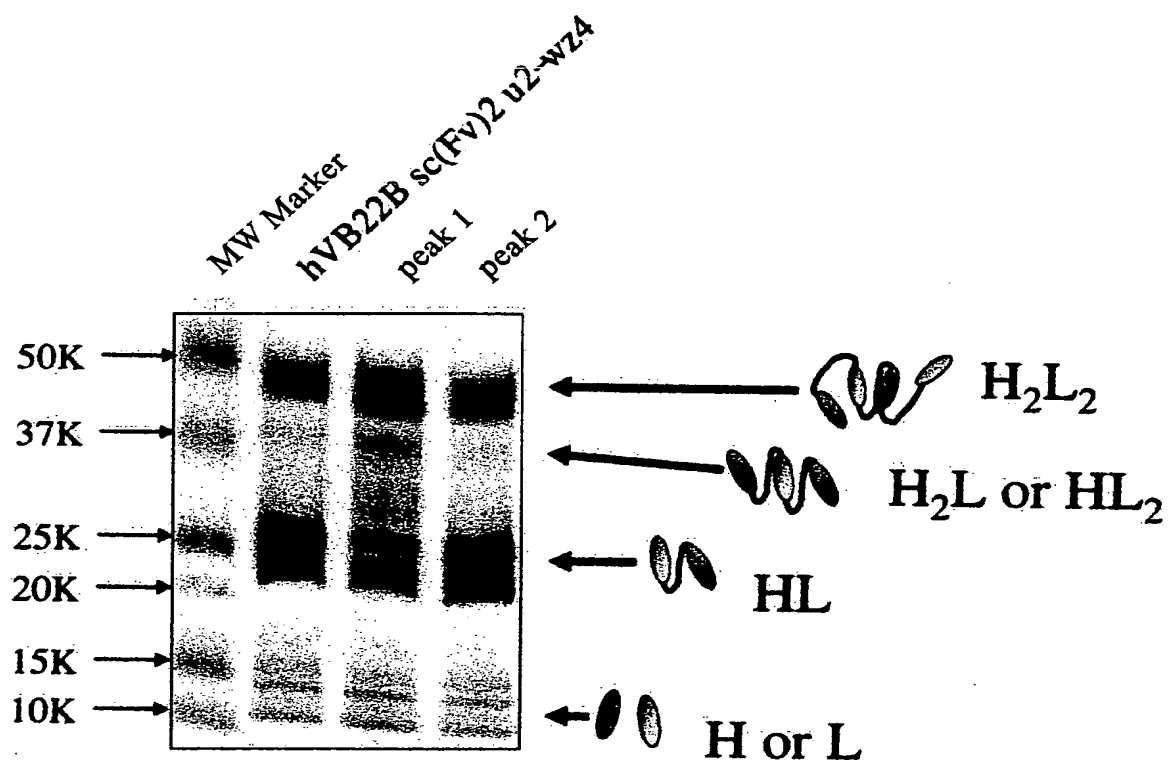 MW Marker
hVB22B sc(Fv)2 u2-wz4
peak 1
peak 2
50K
37K
25K
20K
15K
10K
H₂L₂
H₂L or HL₂
HL
H or L